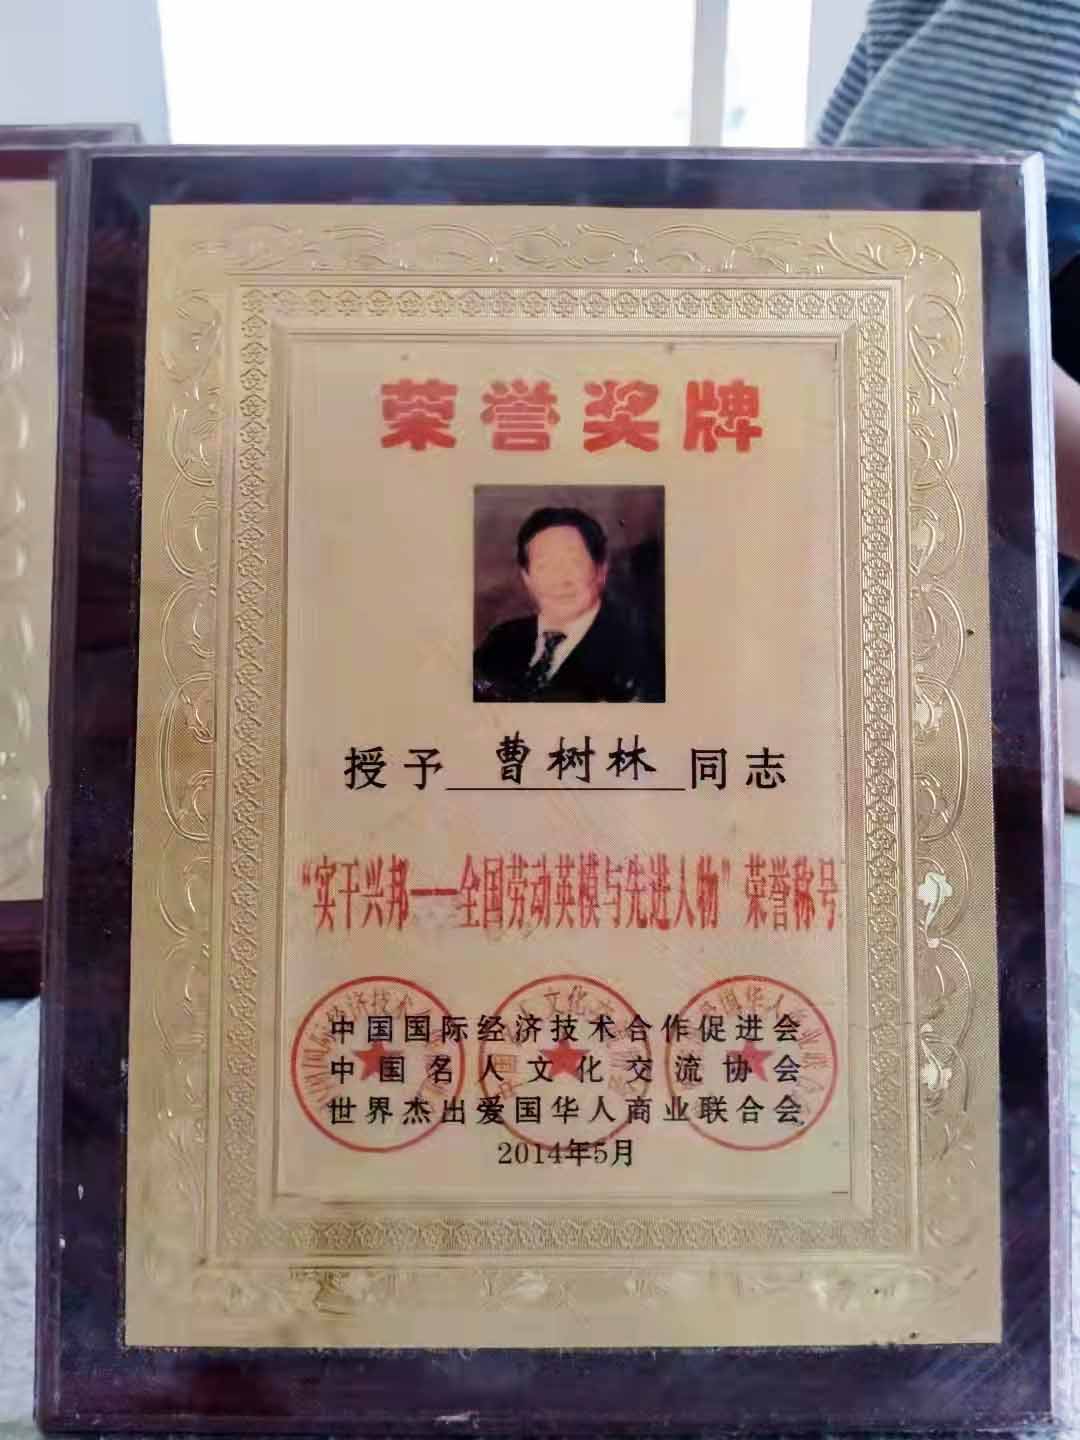 荣誉奖牌
授予 曹树林 同志
“实干兴邦——全国劳动英模与先进人物”荣誉称号
中国国际经济技术合作促进会
中国名人文化交流协会
世界杰出爱国华人商业联合会
2014年5月